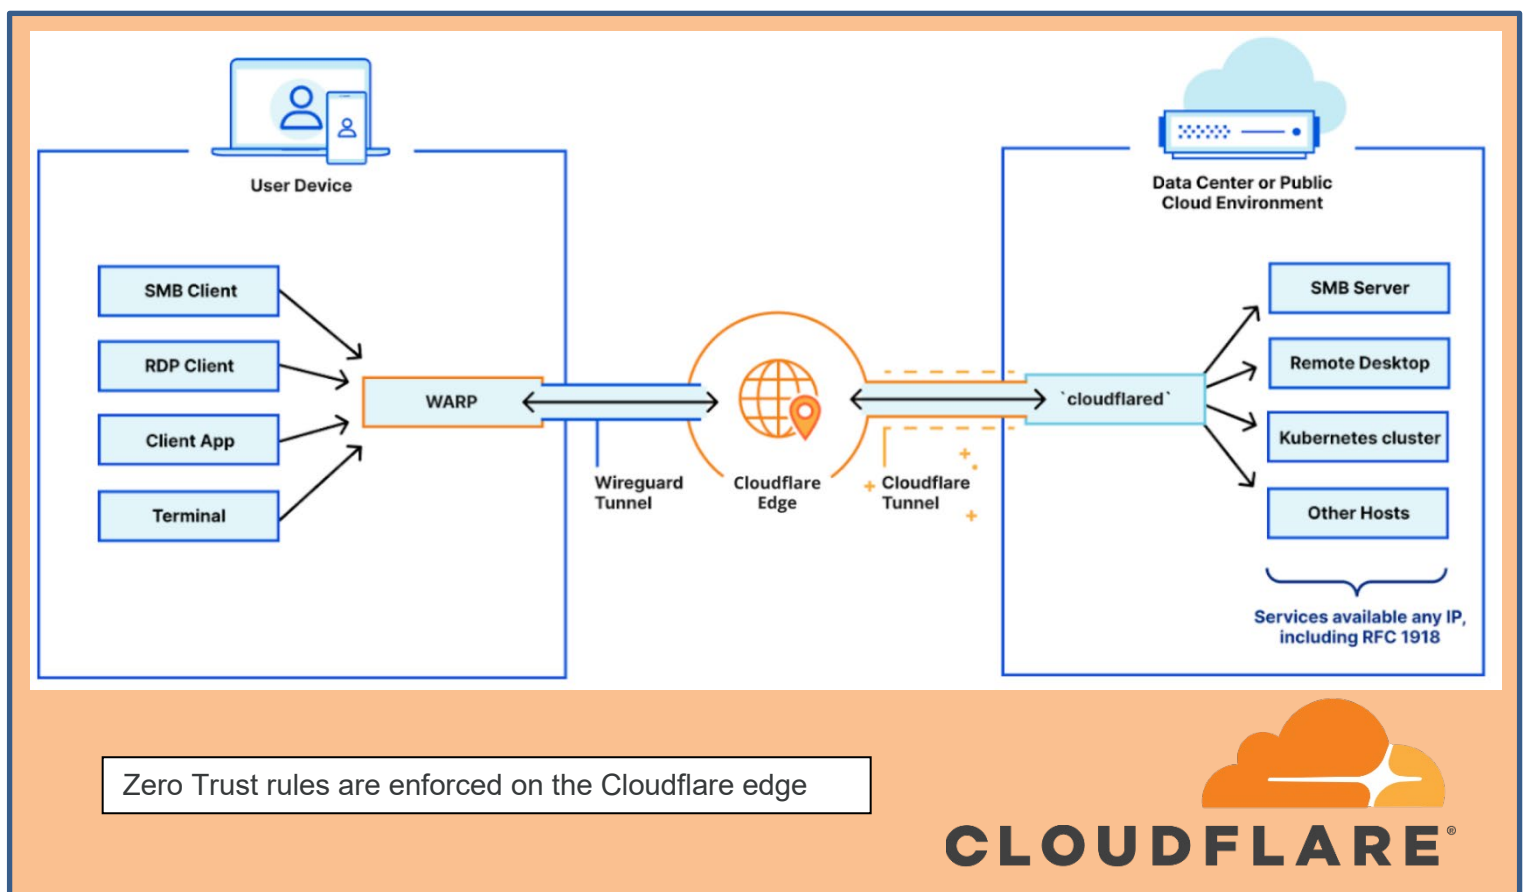 User Device
SMB Client
RDP Client
Client App
Terminal
WARP
Wireguard
Tunnel
Cloudflare
Edge
Cloudflare
Tunnel
Data Center or Public
Cloud Environment
`cloudflared`
SMB Server
Remote Desktop
Kubernetes cluster
Other Hosts
Services available any IP,
including RFC 1918
Zero Trust rules are enforced on the Cloudflare edge
CLOUDFLARE®